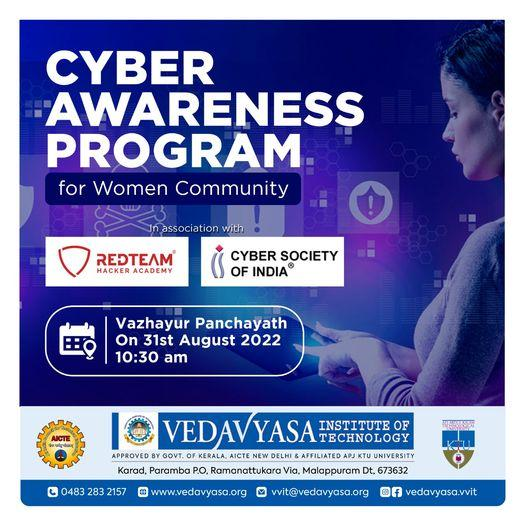 CYBER
AWARENESS
PROGRAM
for Women Community
In association with
REDTEAM®
HACKER ACADEMY
CYBER SOCIETY
OF INDIA®
Vazhayur Panchayath
On 31st August 2022
10:30 am
AICTE
VEDAVYASA INSTITUTE OF
TECHNOLOGY
APPROVED BY GOVT. OF KERALA, AICTE NEW DELHI & AFFILIATED APJ KTU UNIVERSITY
KTU
Karad, Paramba P.O, Ramanattukara Via, Malappuram Dt, 673632
0483 283 2157 www.vedavyasa.org vvit@vedavyasa.org vedavyasa.vvit